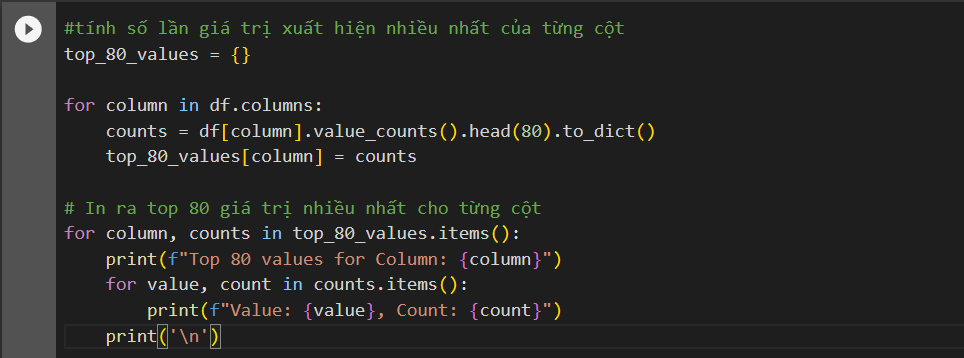 #tính số lần giá trị xuất hiện nhiều nhất của từng cột
top_80_values = {}
for column in df.columns:
    counts = df[column].value_counts().head(80).to_dict()
    top_80_values[column] = counts
# In ra top 80 giá trị nhiều nhất cho từng cột
for column, counts in top_80_values.items():
    print(f"Top 80 values for Column: {column}")
    for value, count in counts.items():
        print(f"Value: {value}, Count: {count}")
    print('\n')